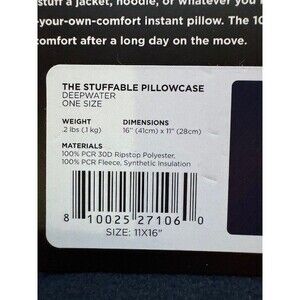 stuff a jacket, hoodie, or whatever you
-your-own-comfort instant pillow. The 10
comfort after a long day on the move.
THE STUFFABLE PILLOWCASE
DEEPWATER
ONE SIZE
WEIGHT DIMENSIONS
.2 lbs (.1 kg) 16" (41cm) x 11" (28cm)
MATERIALS
100% PCR 30D Ripstop Polyester,
100% PCR Fleece, Synthetic Insulation
8 10025 27106 0
SIZE: 11X16"